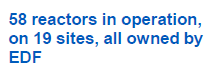 58 reactors in operation,
on 19 sites, all owned by
EDF